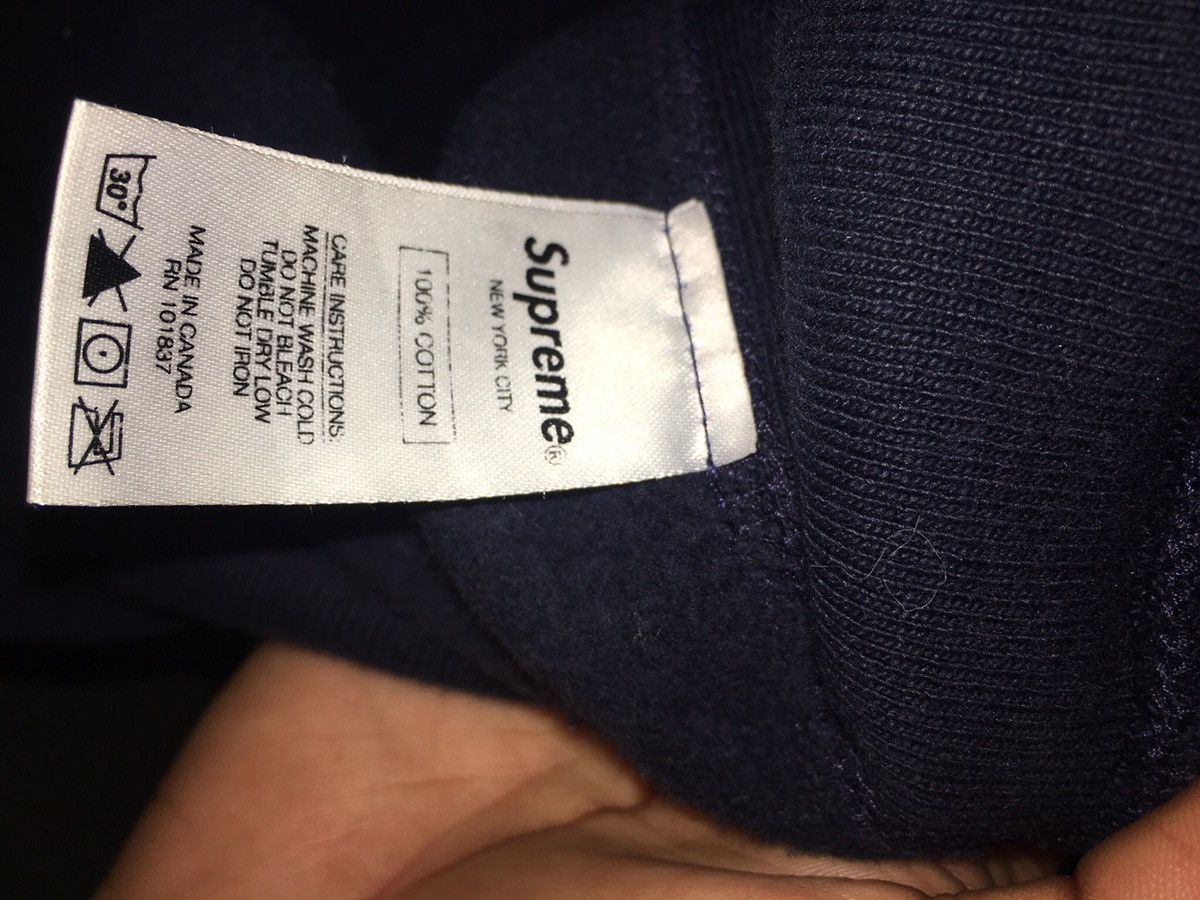 Supreme®
NEW YORK CITY
100% COTTON
CARE INSTRUCTIONS:
MACHINE WASH COLD
DO NOT BLEACH
TUMBLE DRY LOW
DO NOT IRON
MADE IN CANADA
RN 101837
30°